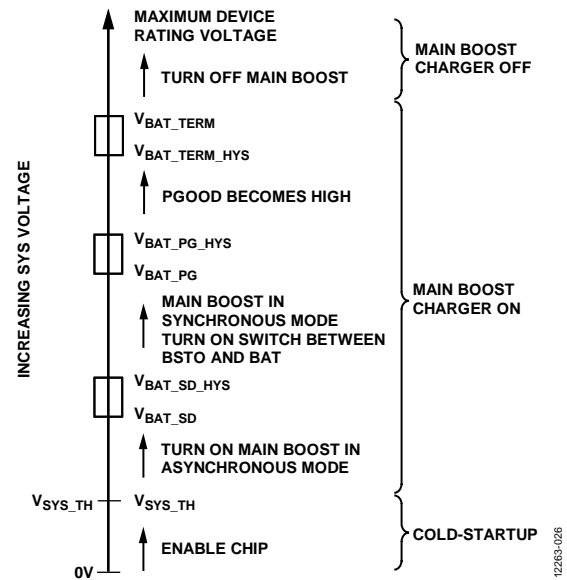 MAXIMUM DEVICE
RATING VOLTAGE
TURN OFF MAIN BOOST
MAIN BOOST
CHARGER OFF
VBAT_TERM
VBAT_TERM_HYS
PGOOD BECOMES HIGH
VBAT_PG_HYS
VBAT_PG
MAIN BOOST IN
SYNCHRONOUS MODE
TURN ON SWITCH BETWEEN
BSTO AND BAT
MAIN BOOST
CHARGER ON
VBAT_SD_HYS
VBAT_SD
TURN ON MAIN BOOST IN
ASYNCHRONOUS MODE
VSYS_TH
VSYS_TH
ENABLE CHIP
COLD-STARTUP
0V
INCREASING SYS VOLTAGE
12263-026